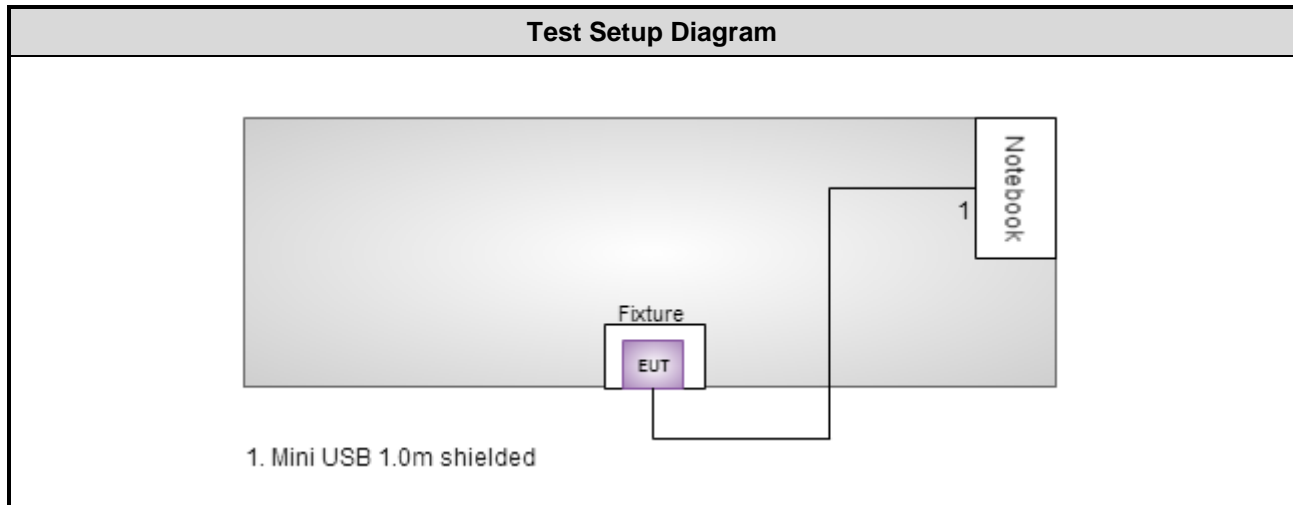 Test Setup Diagram
Notebook
1
Fixture
EUT
1. Mini USB 1.0m shielded